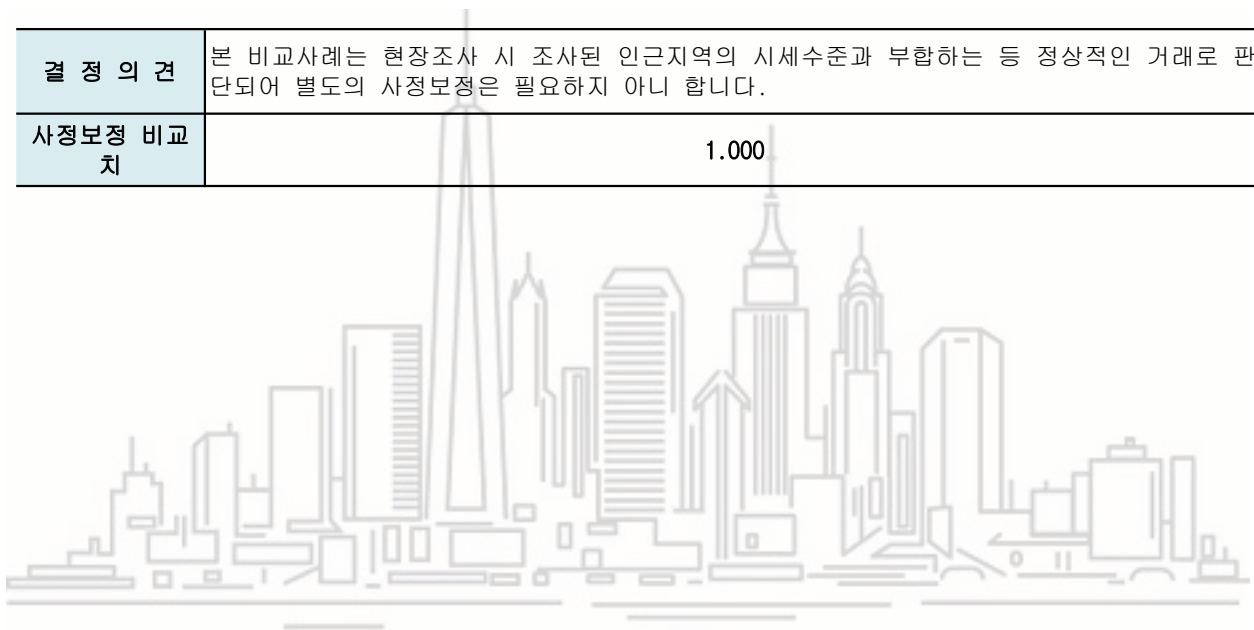 결 정 의 견
본 비교사례는 현장조사 시 조사된 인근지역의 시세수준과 부합하는 등 정상적인 거래로 판
단되어 별도의 사정보정은 필요하지 아니 합니다.
사정보정 비교
치
1.000